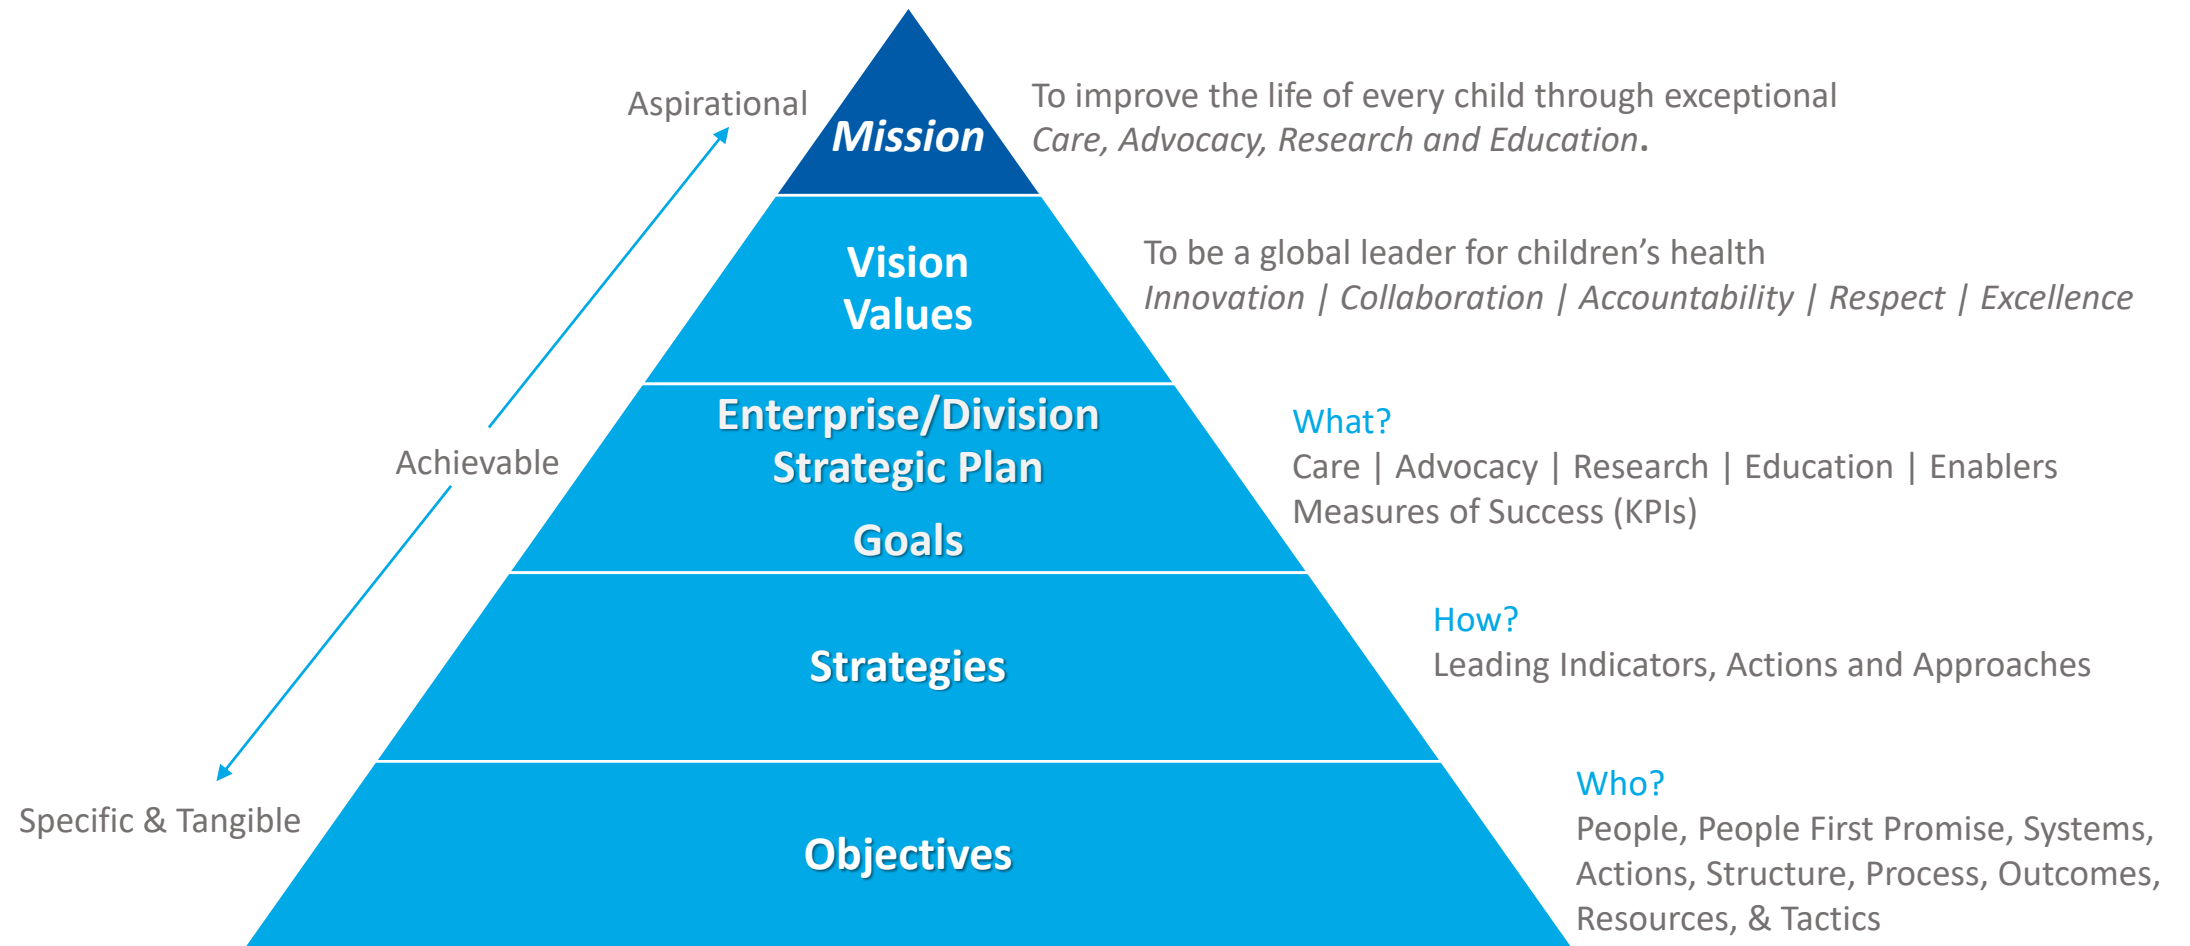 Aspirational
Mission
To improve the life of every child through exceptional
Care, Advocacy, Research and Education.
Vision
Values
To be a global leader for children’s health
Innovation | Collaboration | Accountability | Respect | Excellence
Achievable
Enterprise/Division
Strategic Plan
Goals
What?
Care | Advocacy | Research | Education | Enablers
Measures of Success (KPIs)
Strategies
How?
Leading Indicators, Actions and Approaches
Specific & Tangible
Objectives
Who?
People, People First Promise, Systems,
Actions, Structure, Process, Outcomes,
Resources, & Tactics